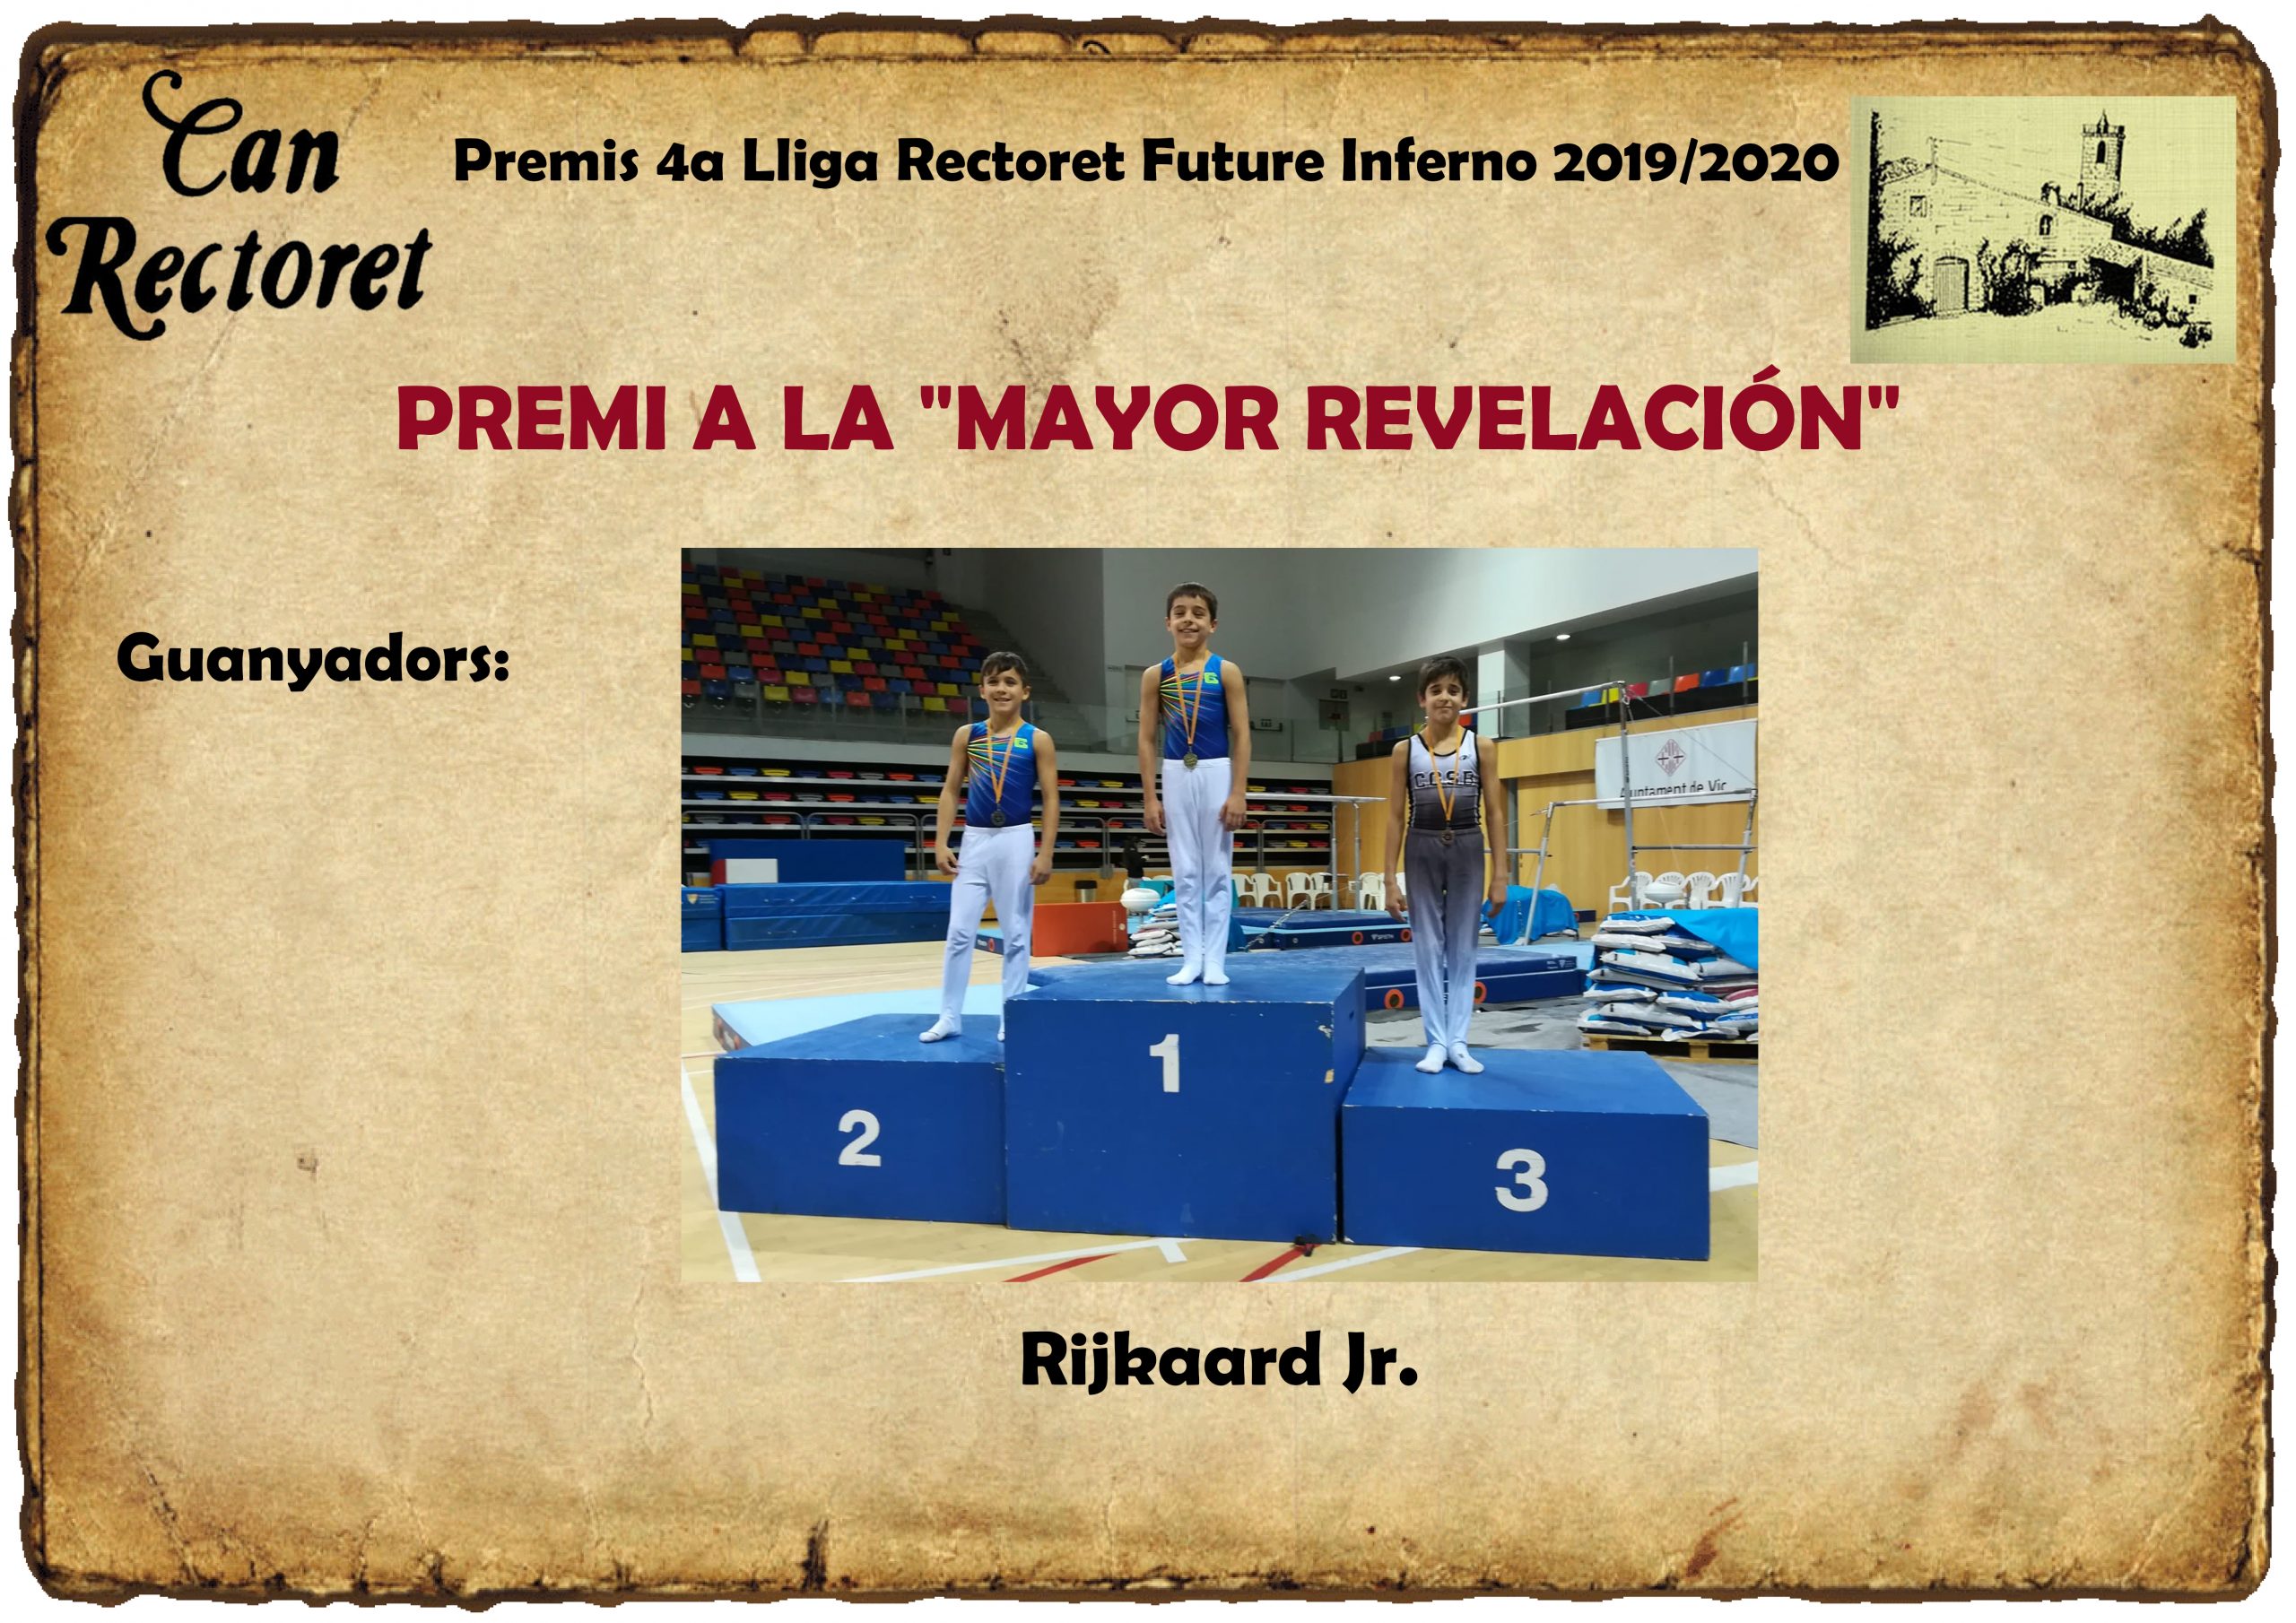 Can
Rectoret
Premis 4a Lliga Rectoret Future Inferno 2019/2020
PREMI A LA "MAYOR REVELACIÓN"
Guanyadors:
C.G.S.B.
Ajuntament de Vic
1
2
3
Rijkaard Jr.